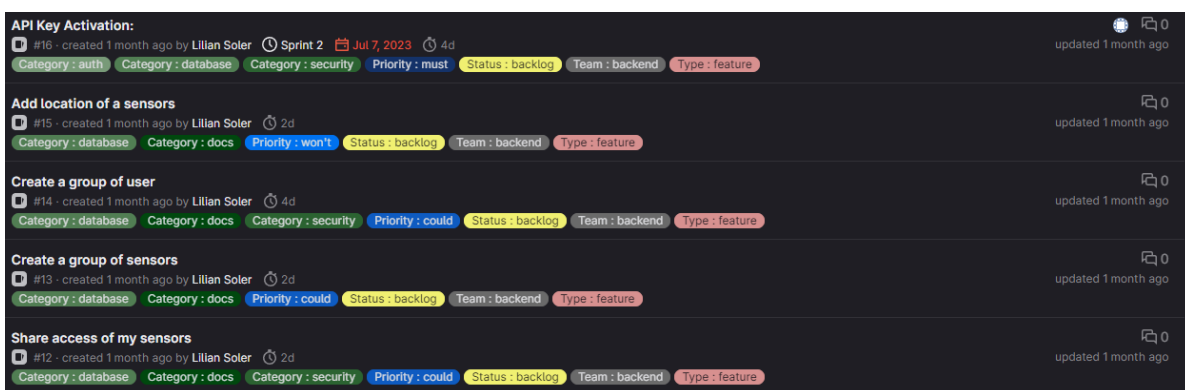 API Key Activation:
0
#16 · created 1 month ago by Lilian Soler Sprint 2 Jul 7, 2023 4d
updated 1 month ago
Category : auth Category : database Category : security Priority : must Status : backlog Team : backend Type : feature
Add location of a sensors
0
#15 · created 1 month ago by Lilian Soler 2d
updated 1 month ago
Category : database Category : docs Priority : won't Status : backlog Team : backend Type : feature
Create a group of user
0
#14 · created 1 month ago by Lilian Soler 4d
updated 1 month ago
Category : database Category : docs Category : security Priority : could Status : backlog Team : backend Type : feature
Create a group of sensors
0
#13 · created 1 month ago by Lilian Soler 2d
updated 1 month ago
Category : database Category : docs Priority : could Status : backlog Team : backend Type : feature
Share access of my sensors
0
#12 · created 1 month ago by Lilian Soler 2d
updated 1 month ago
Category : database Category : docs Category : security Priority : could Status : backlog Team : backend Type : feature